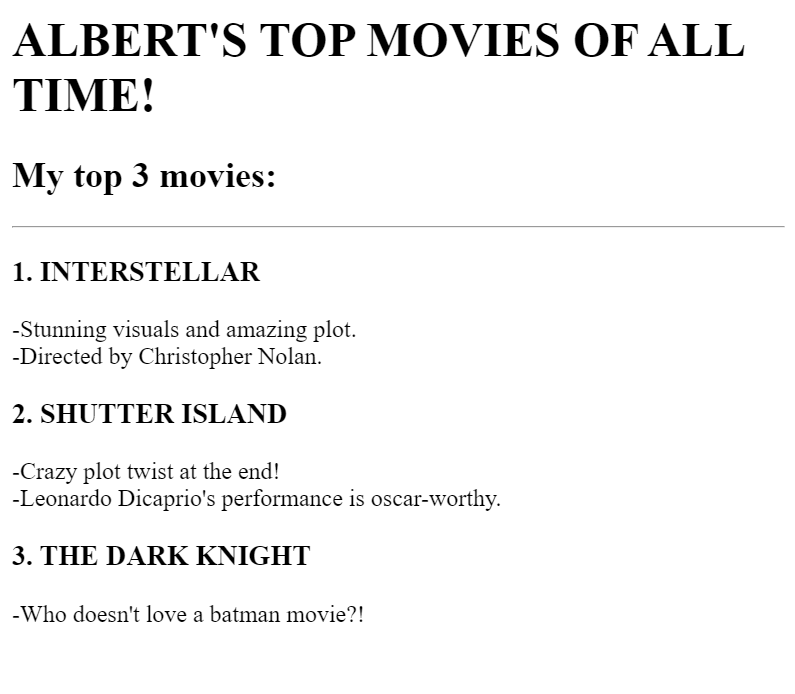 ALBERT'S TOP MOVIES OF ALL
TIME!
My top 3 movies:
1. INTERSTELLAR
-Stunning visuals and amazing plot.
-Directed by Christopher Nolan.
2. SHUTTER ISLAND
-Crazy plot twist at the end!
-Leonardo Dicaprio's performance is oscar-worthy.
3. THE DARK KNIGHT
-Who doesn't love a batman movie?!